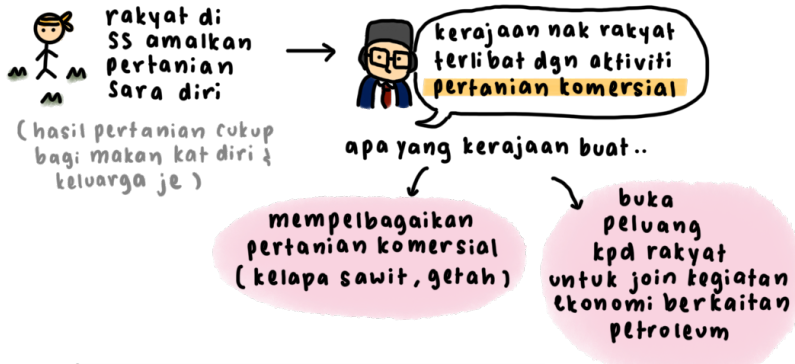 rakyat di
SS amalkan
pertanian
sara diri
(hasil pertanian cukup
bagi makan kat diri &
keluarga je)
kerajaan nak rakyat
terlibat dgn aktiviti
pertanian komersial
apa yang kerajaan buat..
mempelbagaikan
pertanian komersial
(kelapa sawit, getah)
buka
peluang
kpd rakyat
untuk join kegiatan
ekonomi berkaitan
petroleum